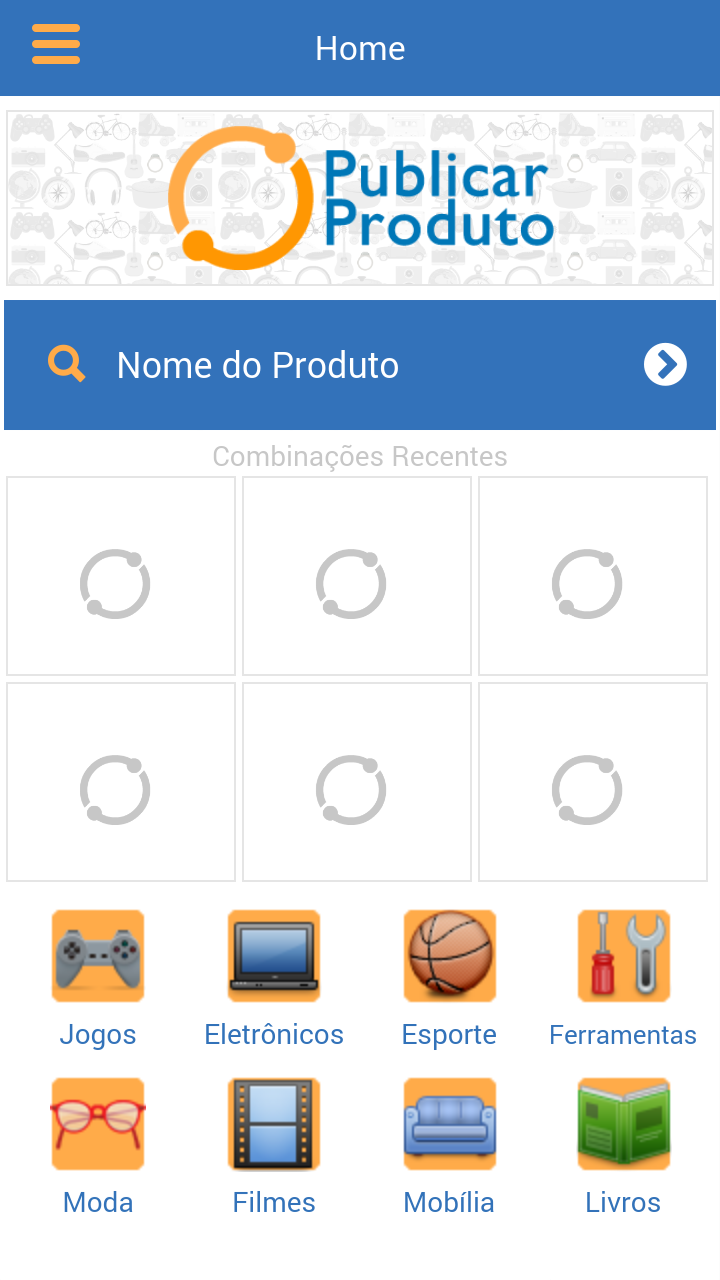 Home
Publicar
Produto
Nome do Produto
Combinações Recentes
Jogos
Eletrônicos
Esporte
Ferramentas
Moda
Filmes
Mobília
Livros